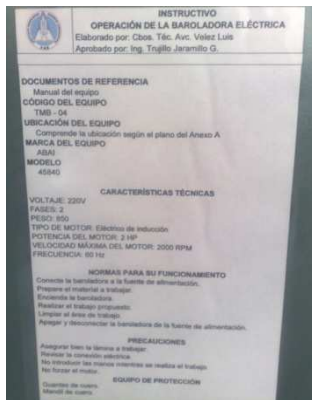 INSTRUCTIVO
OPERACIÓN DE LA BAROLADORA ELÉCTRICA
Elaborado por: Cbos. Téc. Avc. Velez Luis
Aprobado por: Ing. Trujillo Jaramillo G.
DOCUMENTOS DE REFERENCIA
Manual del equipo
CÓDIGO DEL EQUIPO
TMB - 04
UBICACIÓN DEL EQUIPO
Comprende la ubicación según el plano del Anexo A
MARCA DEL EQUIPO
ABAI
MODELO
45840
CARACTERÍSTICAS TÉCNICAS
VOLTAJE: 220V
FASES: 2
PESO: 850
TIPO DE MOTOR: Eléctrico de inducción
POTENCIA DEL MOTOR: 2 HP
VELOCIDAD MÁXIMA DEL MOTOR: 2000 RPM
FRECUENCIA: 60 Hz
NORMAS PARA SU FUNCIONAMIENTO
Conecte la baroladora a la fuente de alimentación.
Prepare el material a trabajar.
Encienda la baroladora.
Realizar el trabajo propuesto.
Limpiar el área de trabajo.
Apagar y desconectar la baroladora de la fuente de alimentación.
PRECAUCIONES
Asegurar bien la lámina a trabajar.
Revisar la conexión eléctrica
No introducir las manos mientras se realiza el trabajo
No forzar el motor.
EQUIPO DE PROTECCIÓN
Guantes de cuero.
Mandil de cuero.